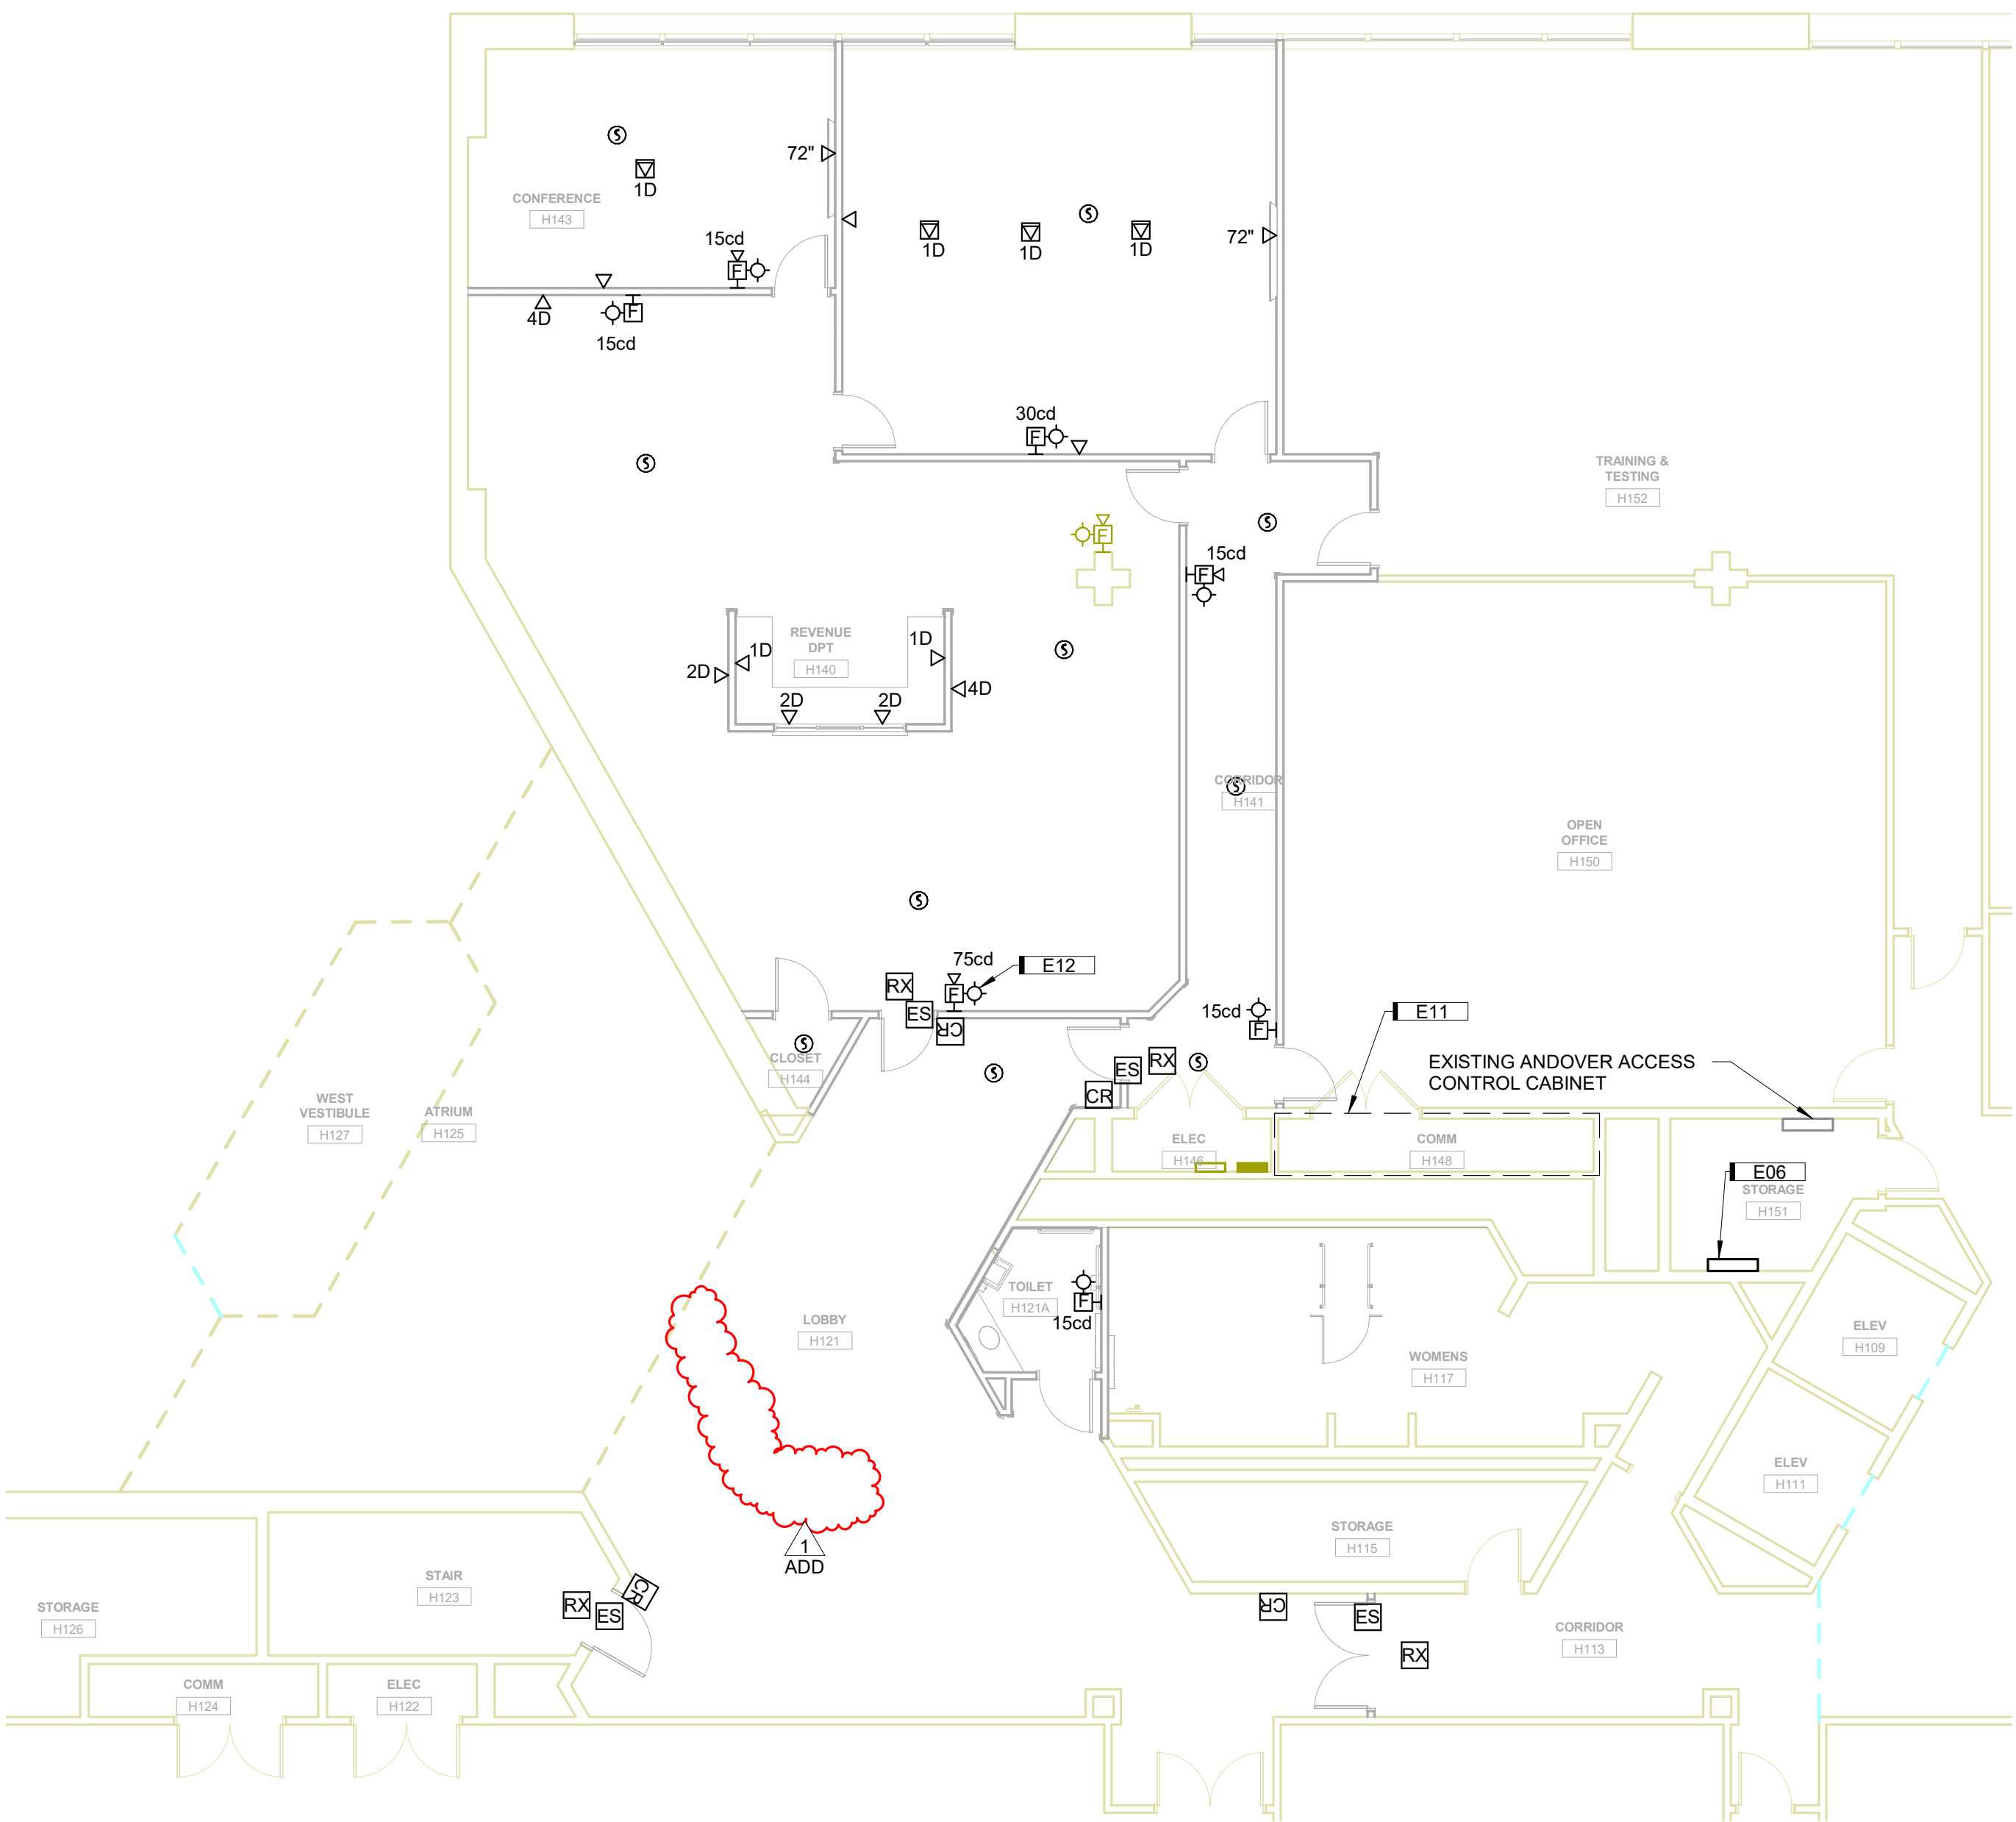 72"
1D
CONFERENCE
H143
15cd
F
1D
1D
1D
72"
4D
F
15cd
30cd
F
TRAINING &
TESTING
H152
F
15cd
F
REVENUE
DPT
H140
1D
1D
2D
4D
2D
2D
CORRIDOR
H141
OPEN
OFFICE
H150
75cd
E12
RX
F
ES
CR
15cd
F
E11
EXISTING ANDOVER ACCESS
CONTROL CABINET
CLOSET
H144
RX
ES
CR
WEST
VESTIBULE
H127
ATRIUM
H125
ELEC
H146
COMM
H148
E06
STORAGE
H151
TOILET
H121A
F
15cd
LOBBY
H121
ELEV
H109
WOMENS
H117
ELEV
H111
STORAGE
H115
1
ADD
STAIR
H123
RX
ES
CR
STORAGE
H126
CR
ES
RX
CORRIDOR
H113
COMM
H124
ELEC
H122
S
S
S
S
S
S
S
S
S
S